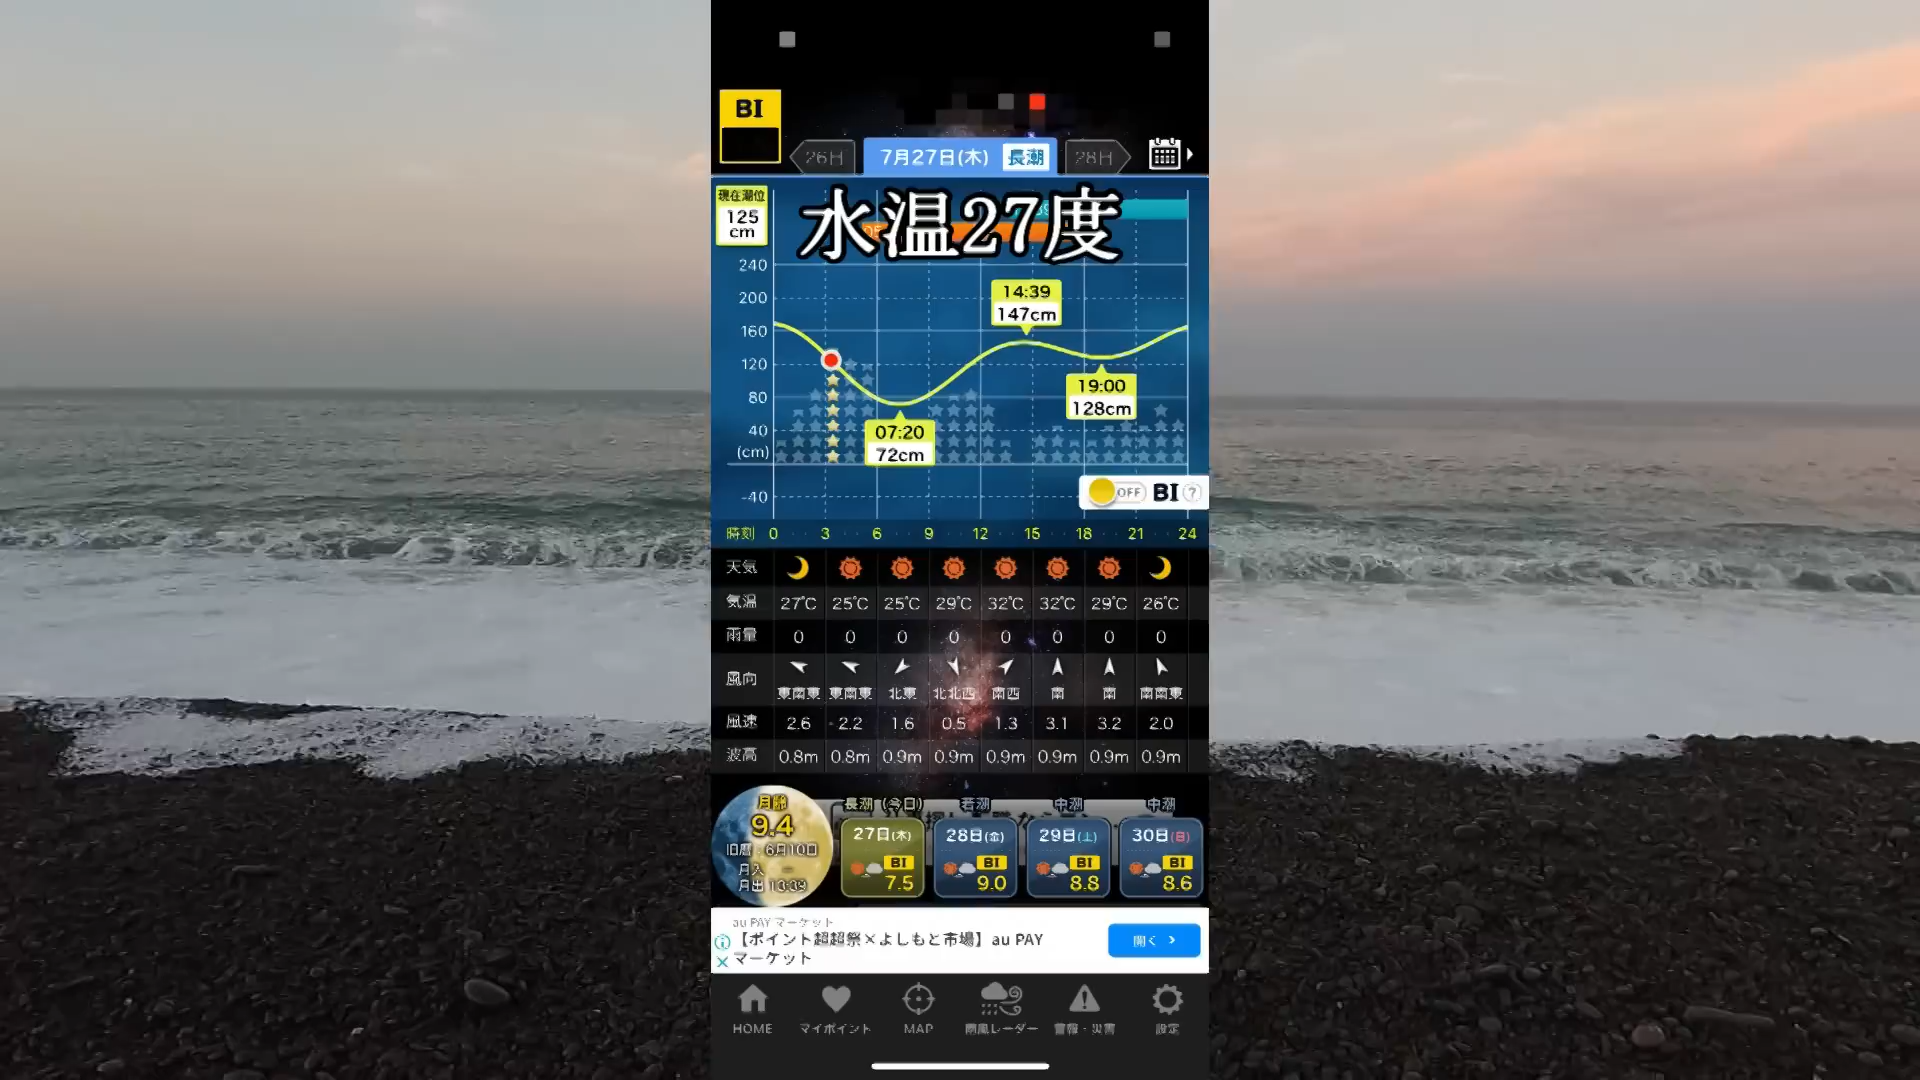 BI
26日
7月27日(木) 長潮
28日
現在潮位
125
cm
水温27度
240
200
160
120
80
40
(cm)
-40
14:39
147cm
19:00
128cm
07:20
72cm
OFF BI ?
時刻 0 3 6 9 12 15 18 21 24
天気
気温 27℃ 25℃ 25℃ 29℃ 32℃ 32℃ 29℃ 26℃
雨量 0 0 0 0 0 0 0 0
風向 東南東 東南東 北東 北北西 南西 南 南 南南東
風速 2.6 2.2 1.6 0.5 1.3 3.1 3.2 2.0
波高 0.8m 0.8m 0.9m 0.9m 0.9m 0.9m 0.9m 0.9m
月齢
9.4
旧暦:6月10日
月入
月出
長潮(今日) 若潮 中潮 中潮
27日(木) 28日(金) 29日(土) 30日(日)
BI BI BI BI
7.5 9.0 8.8 8.6
au PAY マーケット
【ポイント超超祭×よしもと市場】au PAY
マーケット
開く
HOME マイポイント MAP 雨風レーダー 警報・災害 設定